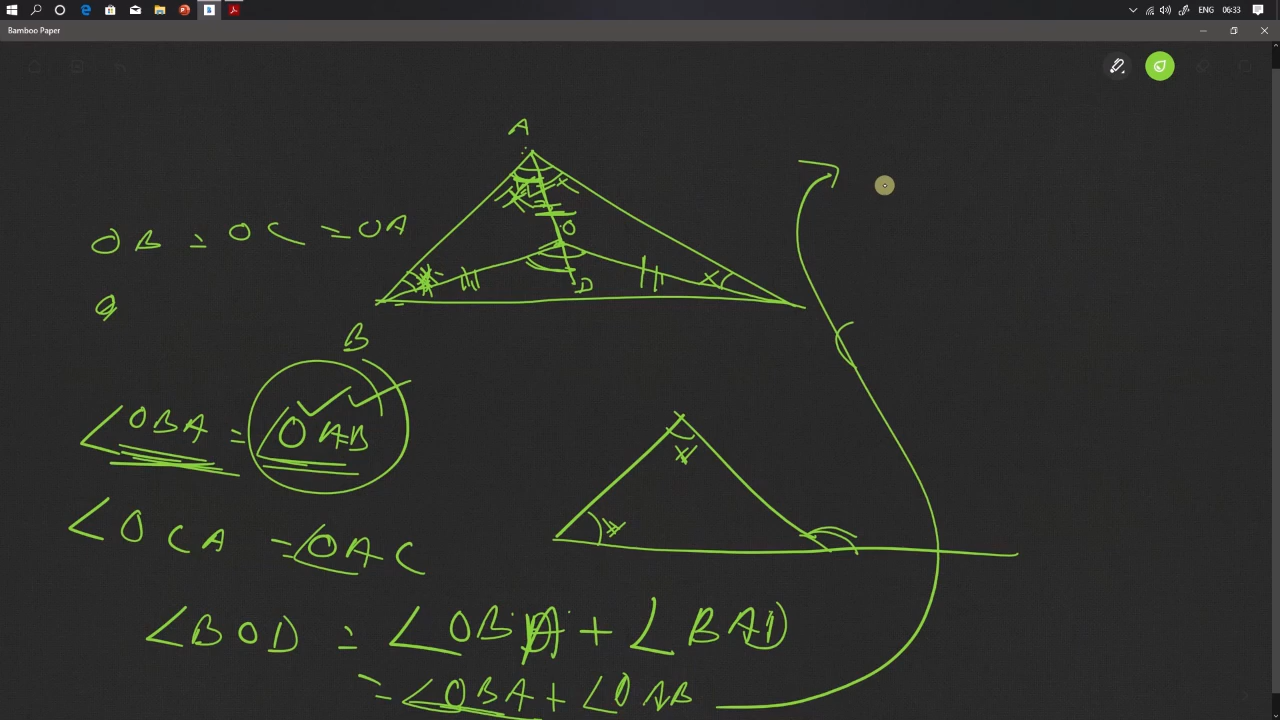 ENG 06:33
Bamboo Paper
A
OB = OC = OA
O
D
B
∠OBA = ∠OAB
∠OCA = ∠OAC
∠BOD = ∠OBA + ∠BAD
= ∠OBA + ∠OAB